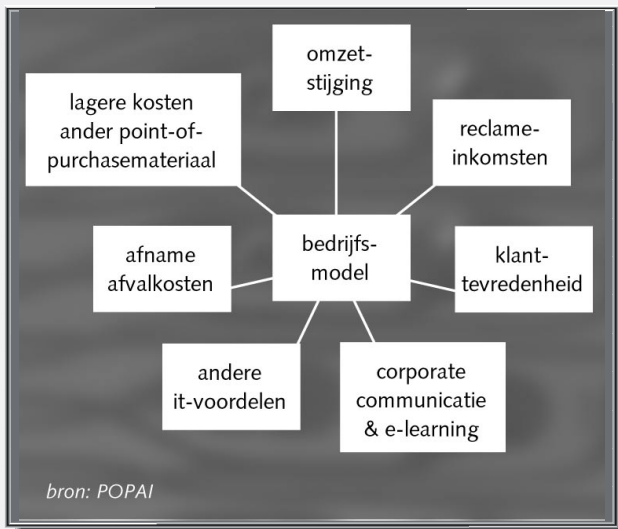 omzet-
stijging
lagere kosten
ander point-of-
purchasemateriaal
reclame-
inkomsten
bedrijfs-
model
afname
afvalkosten
klant-
tevredenheid
andere
it-voordelen
corporate
communicatie
& e-learning
bron: POPAI